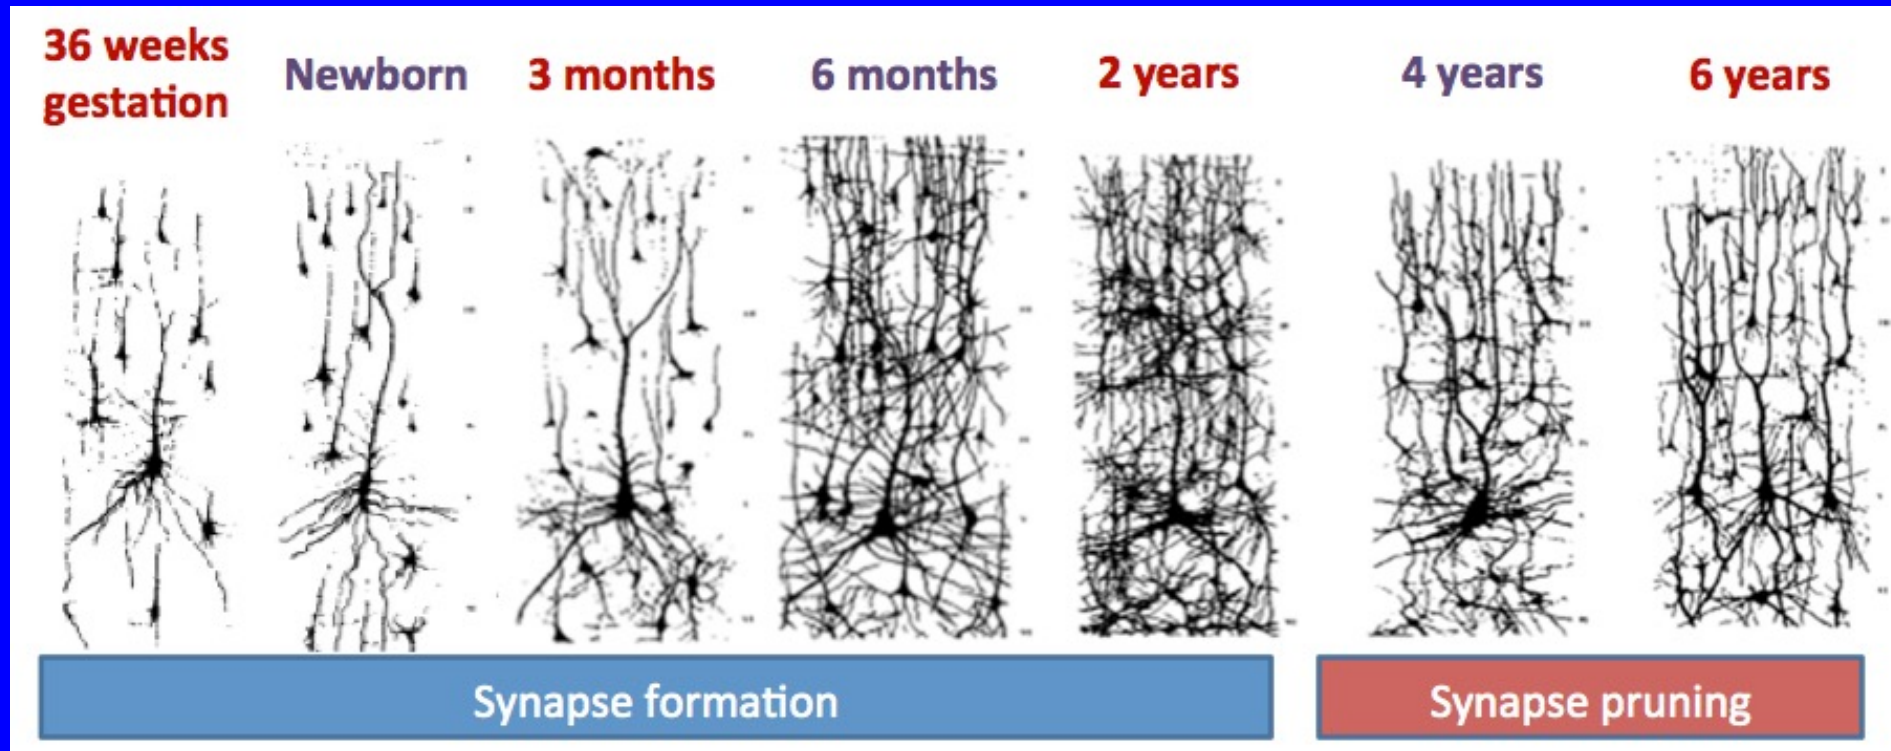 36 weeks
gestation
Newborn
3 months
6 months
2 years
4 years
6 years
Synapse formation
Synapse pruning